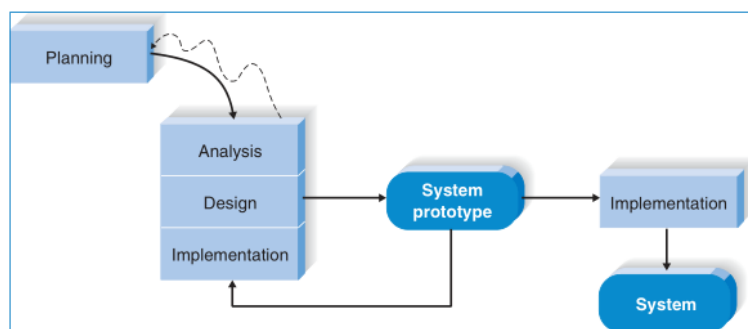 Planning
Analysis
Design
Implementation
System
prototype
Implementation
System